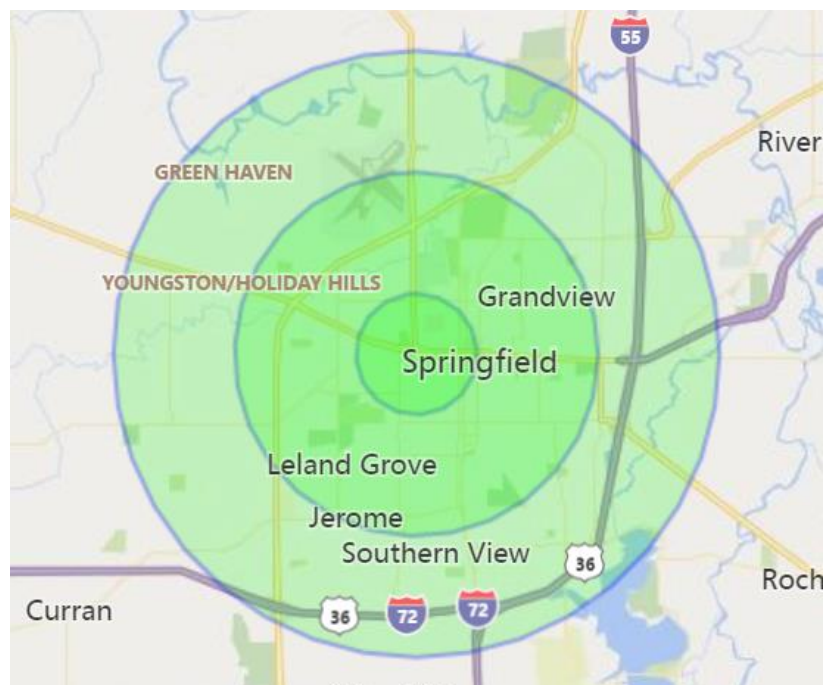 55
River
GREEN HAVEN
YOUNGSTON/HOLIDAY HILLS
Grandview
Springfield
Leland Grove
Jerome
Southern View
36
Roch
Curran
36
72
72